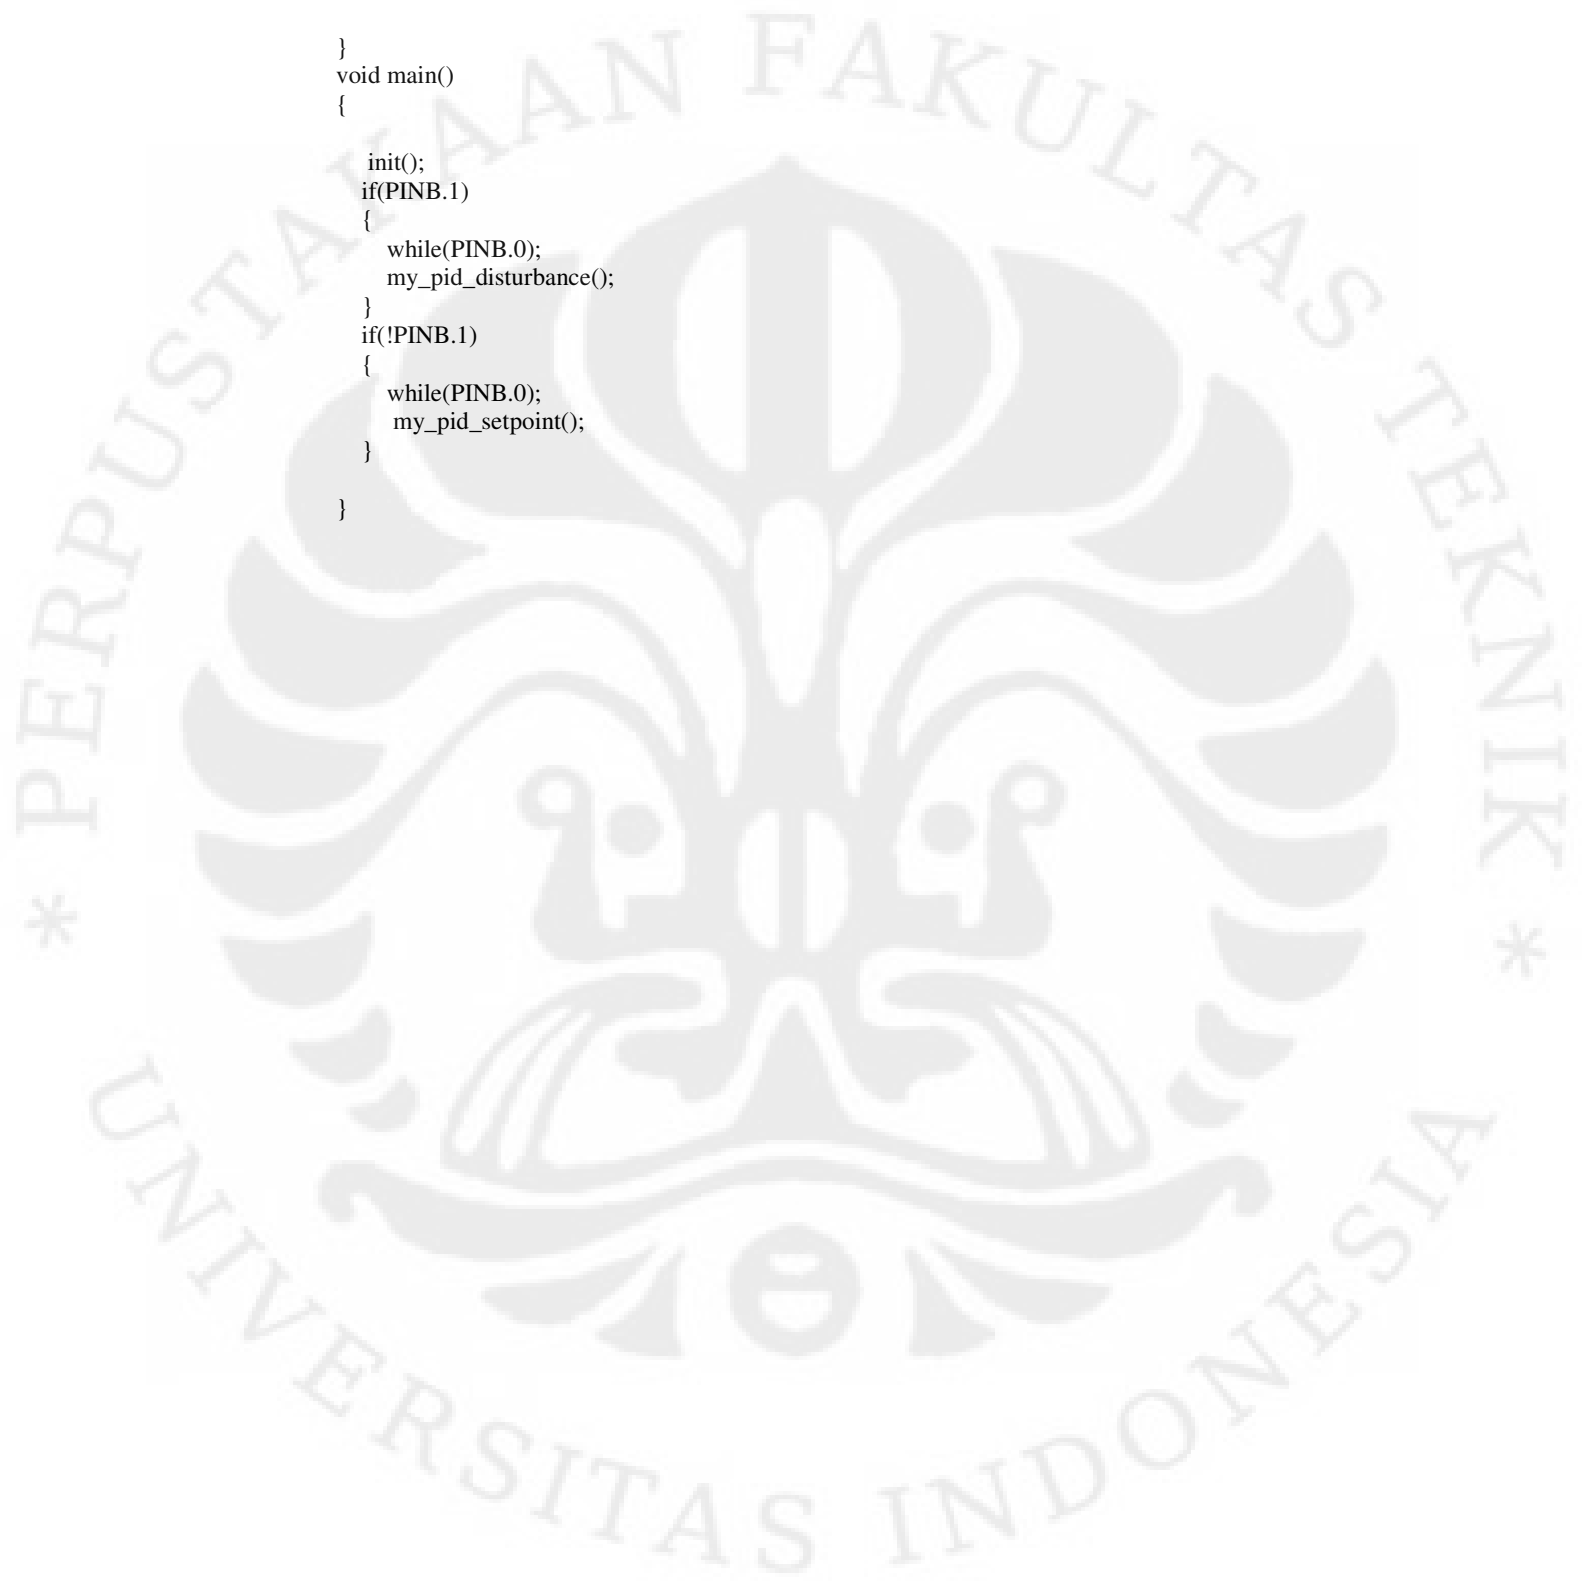 }
void main()
{
init();
if(PINB.1)
{
while(PINB.0);
my_pid_disturbance();
}
if(!PINB.1)
{
while(PINB.0);
my_pid_setpoint();
}
}
* PERPUSTAKAAN FAKULTAS TEKNIK *
UNIVERSITAS INDONESIA